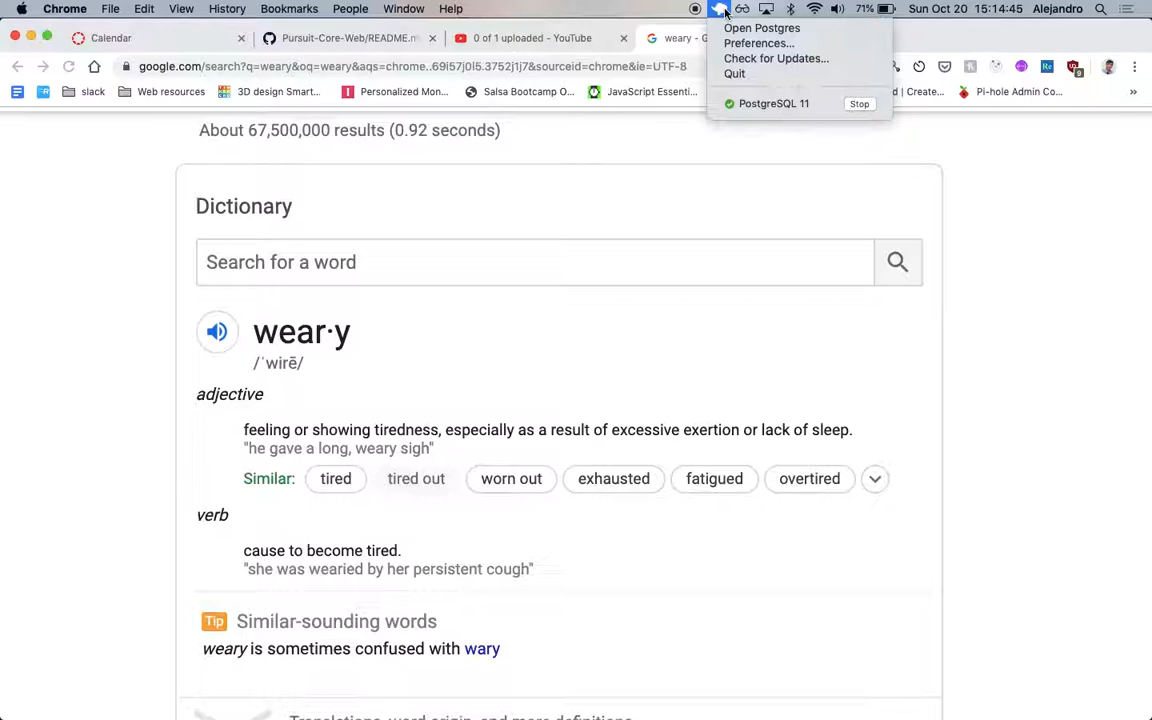 Chrome File Edit View History Bookmarks People Window Help 71% Sun Oct 20 15:14:45 Alejandro
Open Postgres
Preferences...
Check for Updates...
Quit
PostgreSQL 11 Stop
Calendar Pursuit-Core-Web/README.m 0 of 1 uploaded - YouTube weary - G
google.com/search?q=weary&oq=weary&aqs=chrome..69i57j0l5.3752j1j7&sourceid=chrome&ie=UTF-8
slack Web resources 3D design Smart... Personalized Mon... Salsa Bootcamp O... JavaScript Essenti... Create... Pi-hole Admin Co... »
About 67,500,000 results (0.92 seconds)
Dictionary
Search for a word
wear·y
/ˈwirē/
adjective
feeling or showing tiredness, especially as a result of excessive exertion or lack of sleep.
"he gave a long, weary sigh"
Similar: tired tired out worn out exhausted fatigued overtired
verb
cause to become tired.
"she was wearied by her persistent cough"
Tip Similar-sounding words
weary is sometimes confused with wary
Translations, word origin, and more definitions